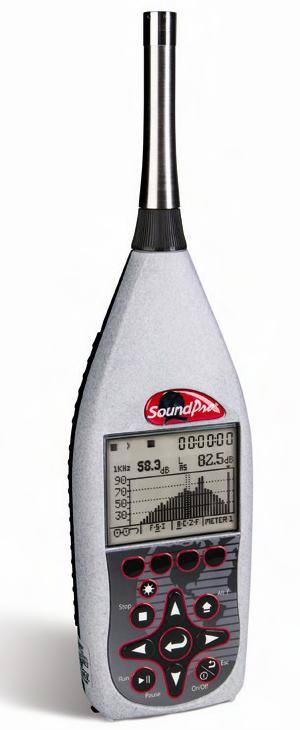 SoundPro
00:00:00
1KHz 58.3dB L AS 82.5dB
90
70
50
30
F-S-I A-C-Z-F METER 1
Stop
Alt F
Run
Pause
On/Off
Esc